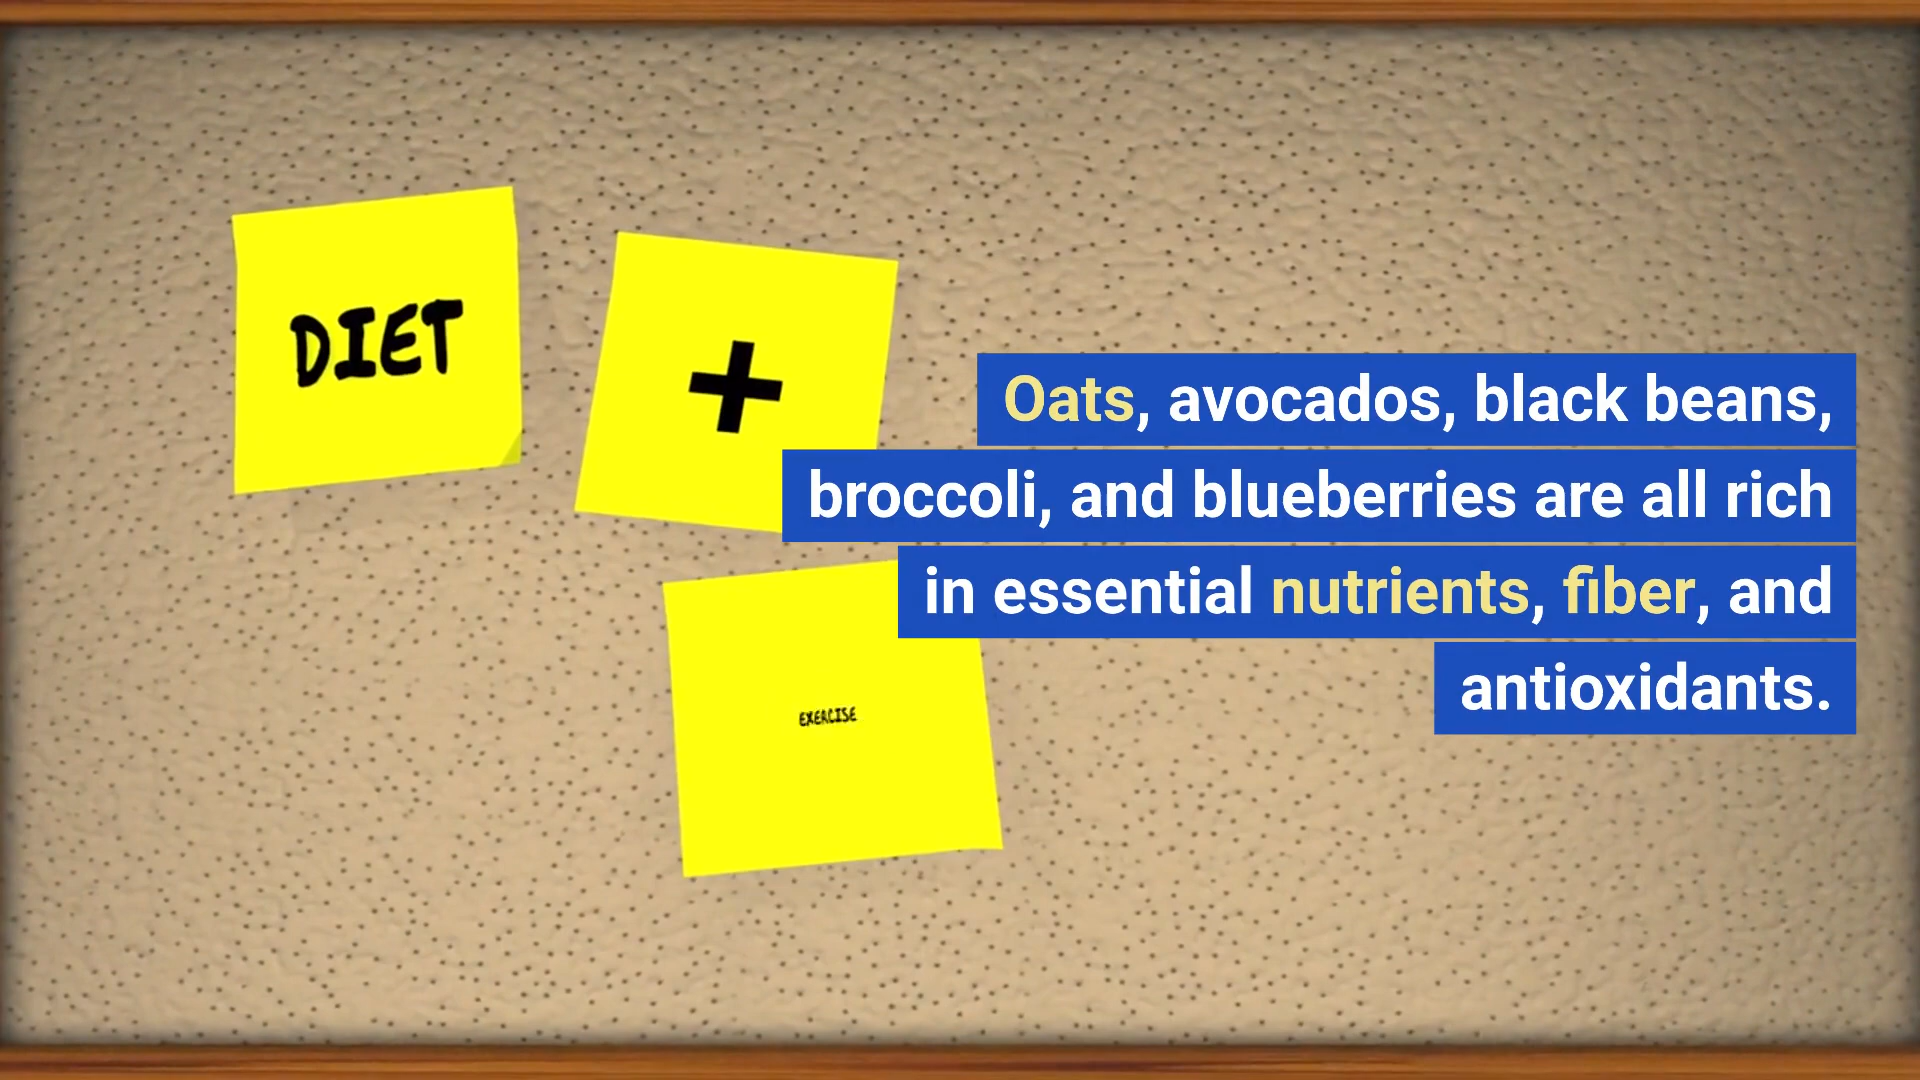 DIET
+
Oats, avocados, black beans,
broccoli, and blueberries are all rich
in essential nutrients, fiber, and
antioxidants.
EXERCISE